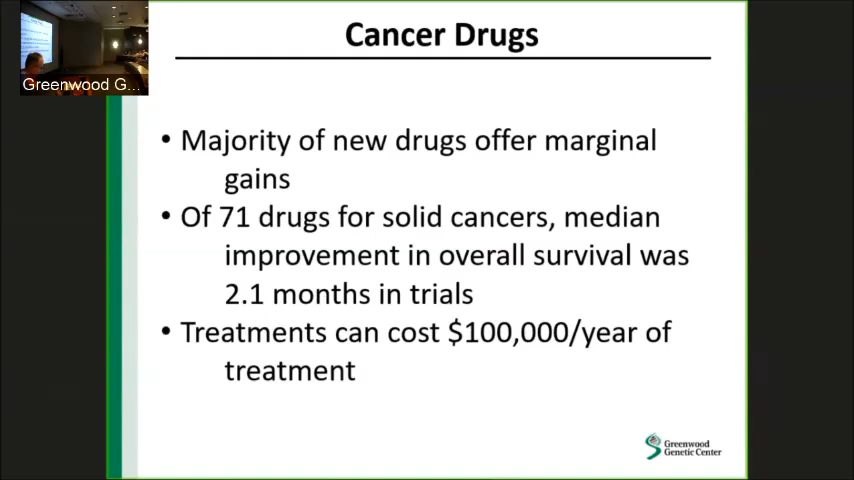 Cancer Drugs
Greenwood G...
• Majority of new drugs offer marginal
gains
• Of 71 drugs for solid cancers, median
improvement in overall survival was
2.1 months in trials
• Treatments can cost $100,000/year of
treatment
Greenwood
Genetic Center